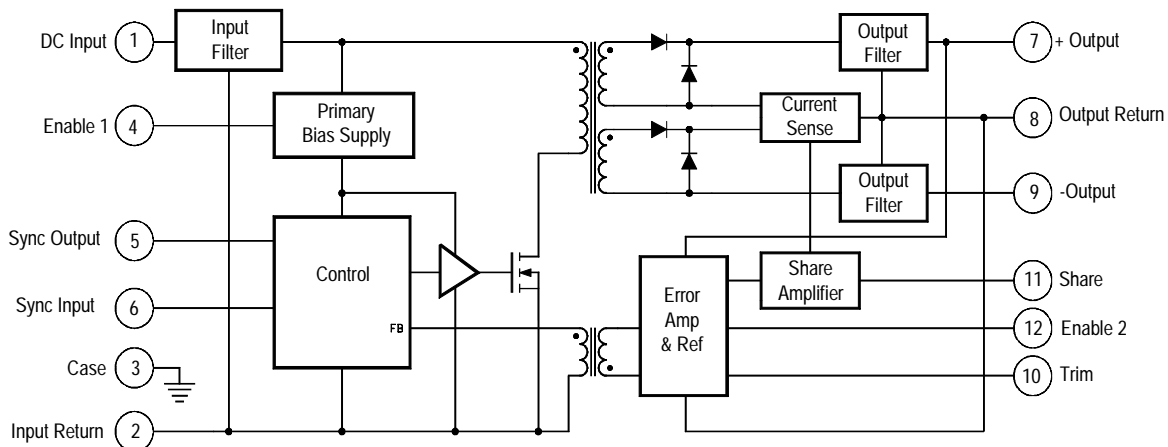 DC Input
1
Input
Filter
Output
Filter
7
+ Output
Enable 1
4
Primary
Bias Supply
Current
Sense
8
Output Return
Output
Filter
9
-Output
Sync Output
5
Control
Sync Input
6
FB
Error
Amp
& Ref
Share
Amplifier
11
Share
12
Enable 2
Case
3
10
Trim
Input Return
2